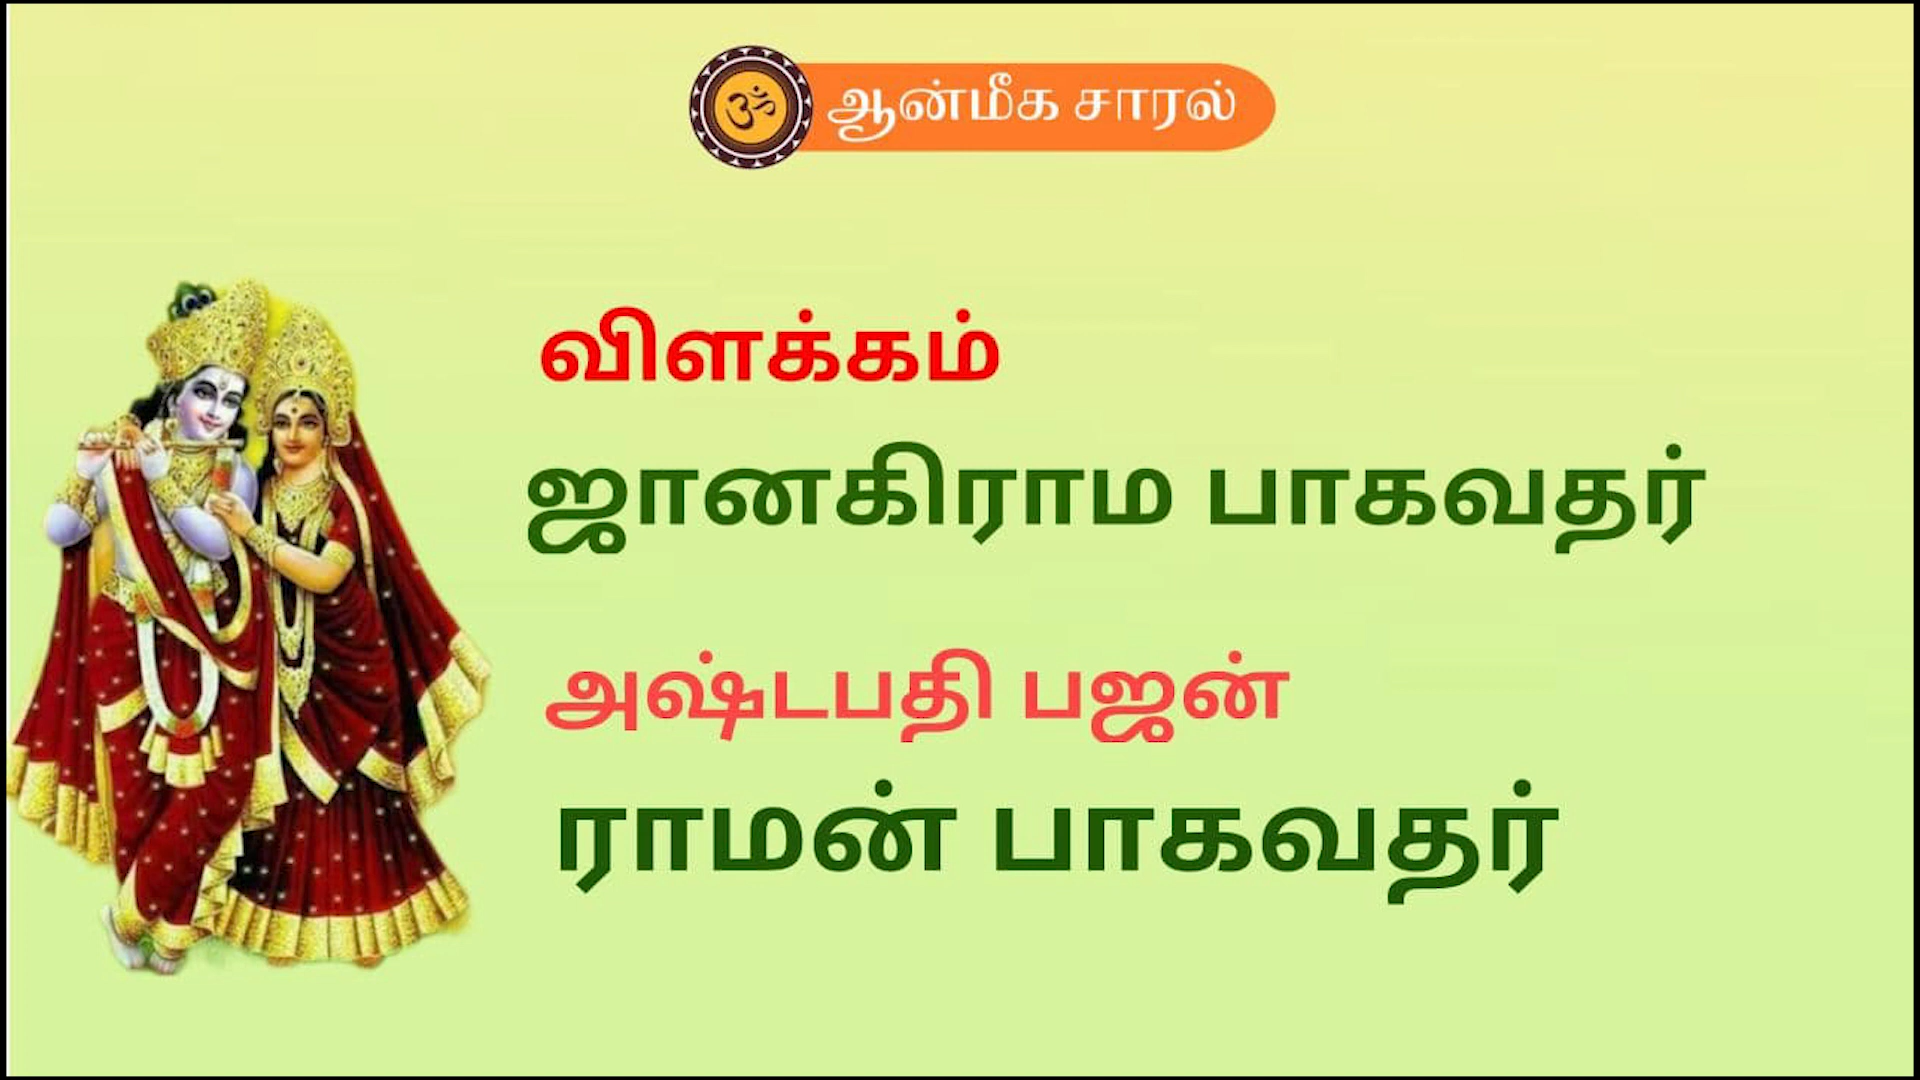 ஆன்மீக சாரல்
விளக்கம்
ஜானகிராம பாகவதர்
அஷ்டபதி பஜன்
ராமன் பாகவதர்